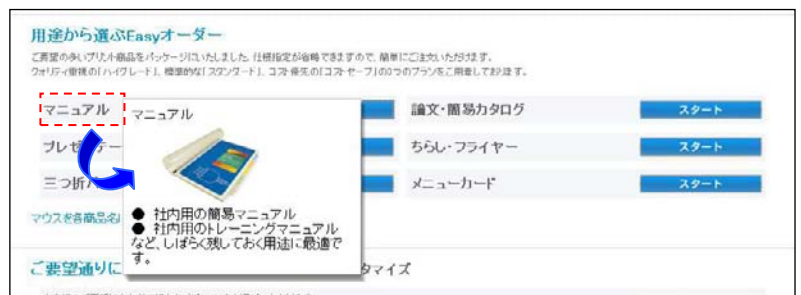 用途から選ぶEasyオーダー
ご要望の多いプリント商品をパッケージにいたしました。仕様指定が省略できますので、簡単にご注文いただけます。
クオリティ重視の「ハイグレード」、標準的な「スタンダード」、コスト優先の「コストセーブ」の3つのプランをご用意しております。
マニュアル
マニュアル
論文・簡易カタログ
スタート
プレゼ
ちらし・フライヤー
スタート
三つ折
メニューカード
スタート
マウスを各商品名
● 社内用の簡易マニュアル
● 社内用のトレーニングマニュアル
など、しばらく残しておく用途に最適で
す。
ご要望通りに
タマイズ